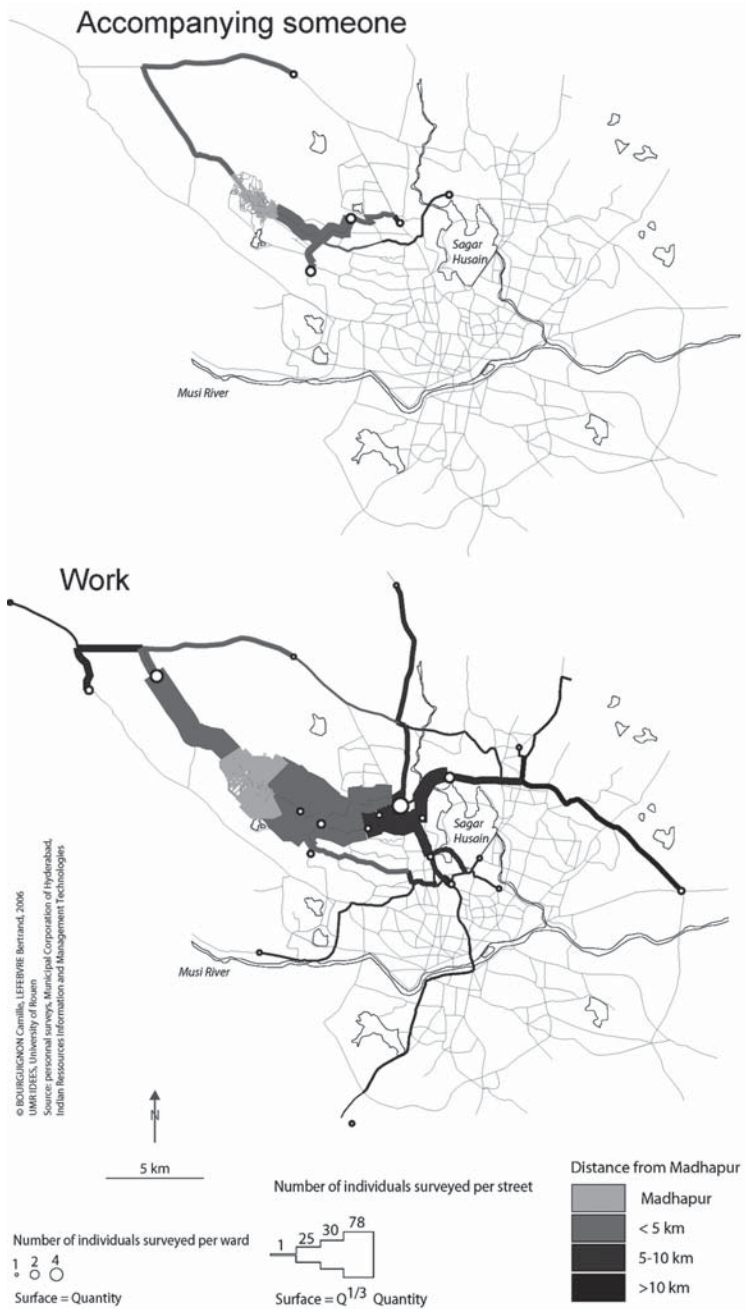 Accompanying someone
Sagar
Husain
Musi River
Work
Sagar
Husain
Musi River
© BOURGUIGNON Camille, LEFEBVRE Bertrand, 2006
UMR IDEES, University of Rouen
Source: personnal surveys, Municipal Corporation of Hyderabad,
Indian Ressources Information and Management Technologies
N
5 km
Number of individuals surveyed per ward
1 2 4
Surface = Quantity
Number of individuals surveyed per street
1 25 30 78
Surface = Q^1/3 Quantity
Distance from Madhapur
Madhapur
< 5 km
5-10 km
>10 km